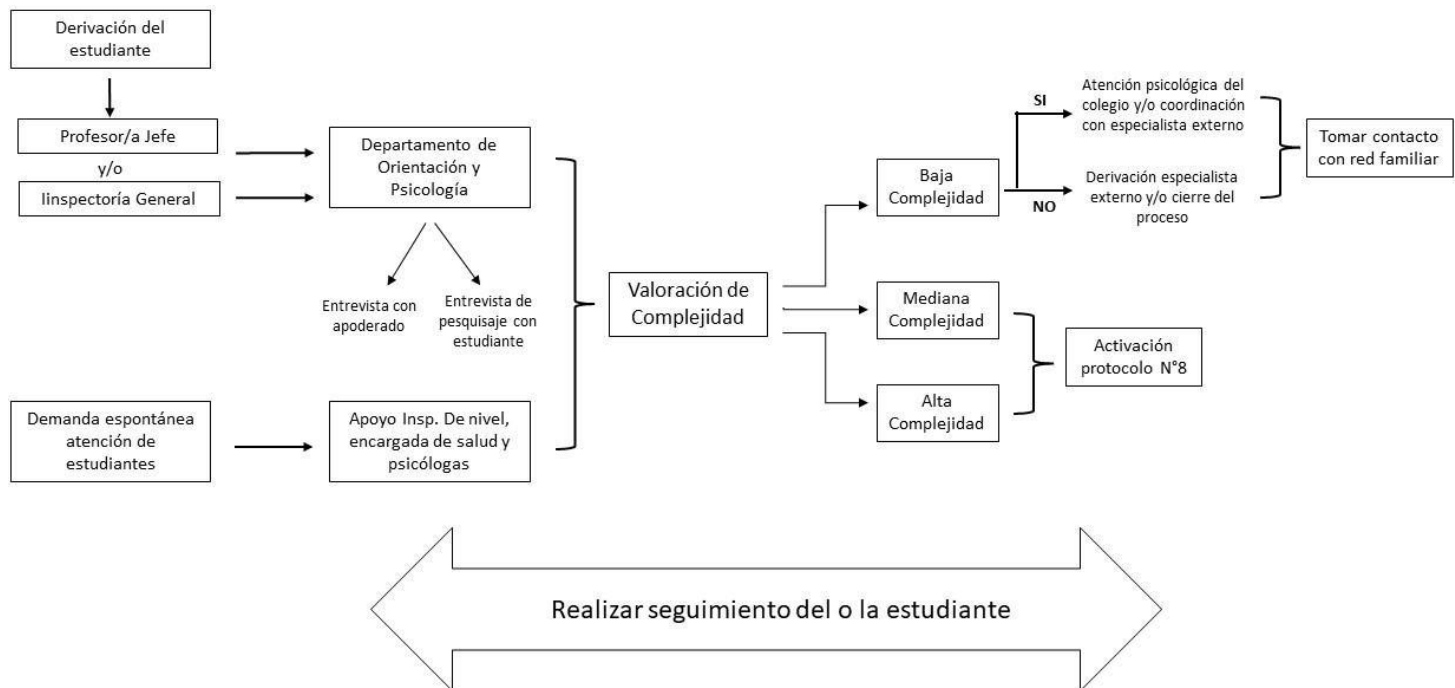 Derivación del
estudiante
Profesor/a Jefe
y/o
Iinspectoría General
Departamento de
Orientación y
Psicología
Entrevista con
apoderado
Entrevista de
pesquisaje con
estudiante
Demanda espontánea
atención de
estudiantes
Apoyo Insp. De nivel,
encargada de salud y
psicólogas
Valoración de
Complejidad
Baja
Complejidad
SI
Atención psicológica del
colegio y/o coordinación
con especialista externo
NO
Derivación especialista
externo y/o cierre del
proceso
Tomar contacto
con red familiar
Mediana
Complejidad
Alta
Complejidad
Activación
protocolo N°8
Realizar seguimiento del o la estudiante